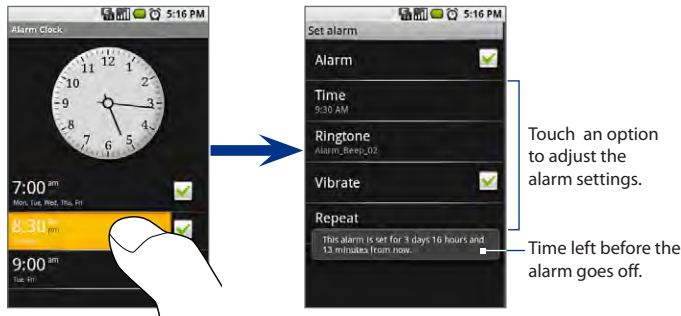 5:16 PM
Alarm Clock
12
1
2
3
4
5
6
7
8
9
10
11
7:00 am
Mon, Tue, Wed, Thu, Fri
8:30
pm
9:00 am
Tue, Fri
5:16 PM
Set alarm
Alarm
Time
9:30 AM
Ringtone
Alarm_Beep_02
Vibrate
Repeat
This alarm is set for 3 days 16 hours and
13 minutes from now.
Touch an option
to adjust the
alarm settings.
Time left before the
alarm goes off.